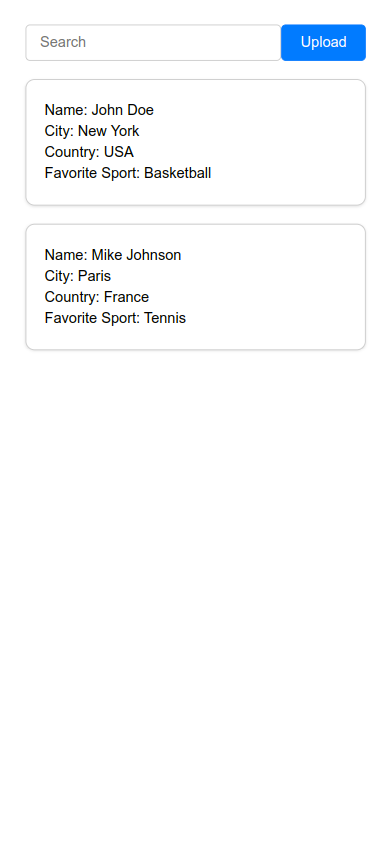 Search
Upload
Name: John Doe
City: New York
Country: USA
Favorite Sport: Basketball
Name: Mike Johnson
City: Paris
Country: France
Favorite Sport: Tennis